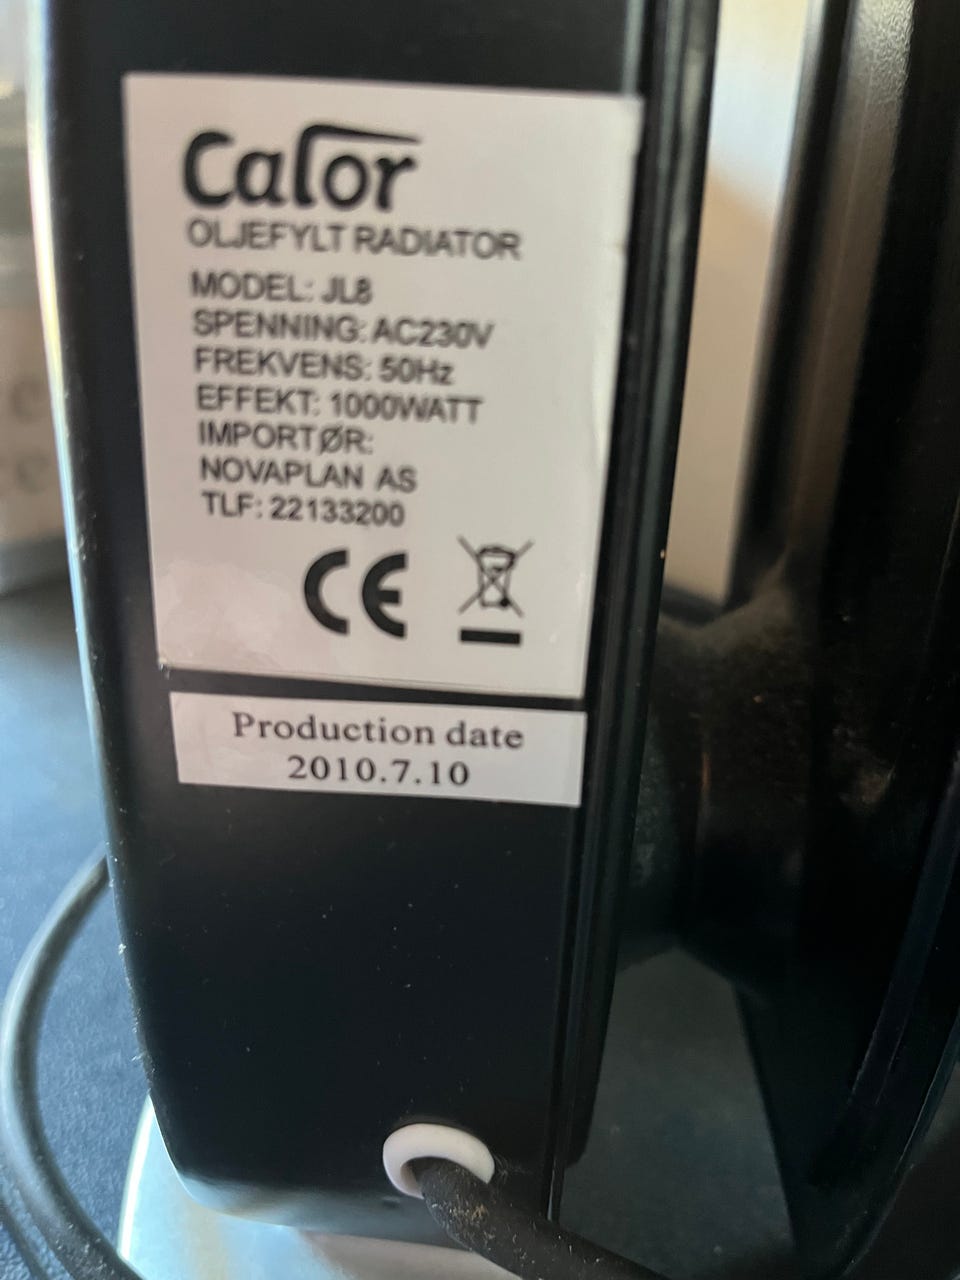 Calor
OLJEFYLT RADIATOR
MODEL: JL8
SPENNING: AC230V
FREKVENS: 50Hz
EFFEKT: 1000WATT
IMPORTØR:
NOVAPLAN AS
TLF: 22133200
CE
Production date
2010.7.10